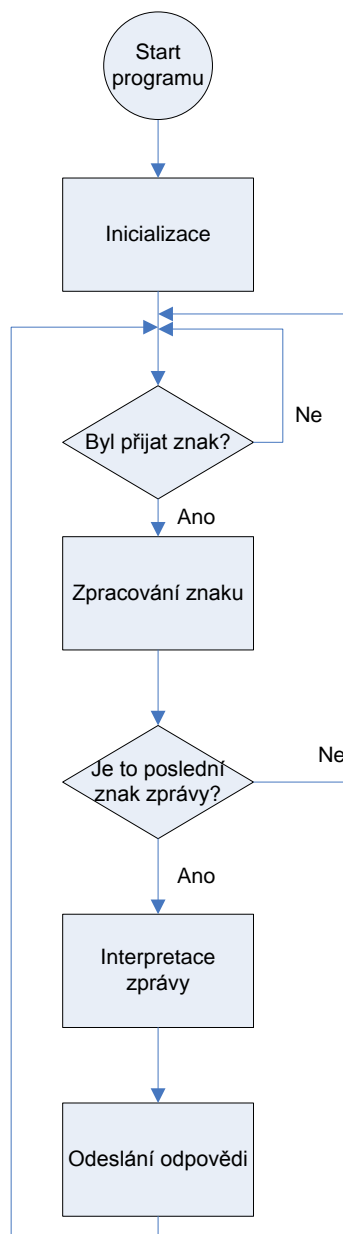 Start
programu
Inicializace
Byl přijat znak?
Ne
Ano
Zpracování znaku
Je to poslední
znak zprávy?
Ne
Ano
Interpretace
zprávy
Odeslání odpovědi